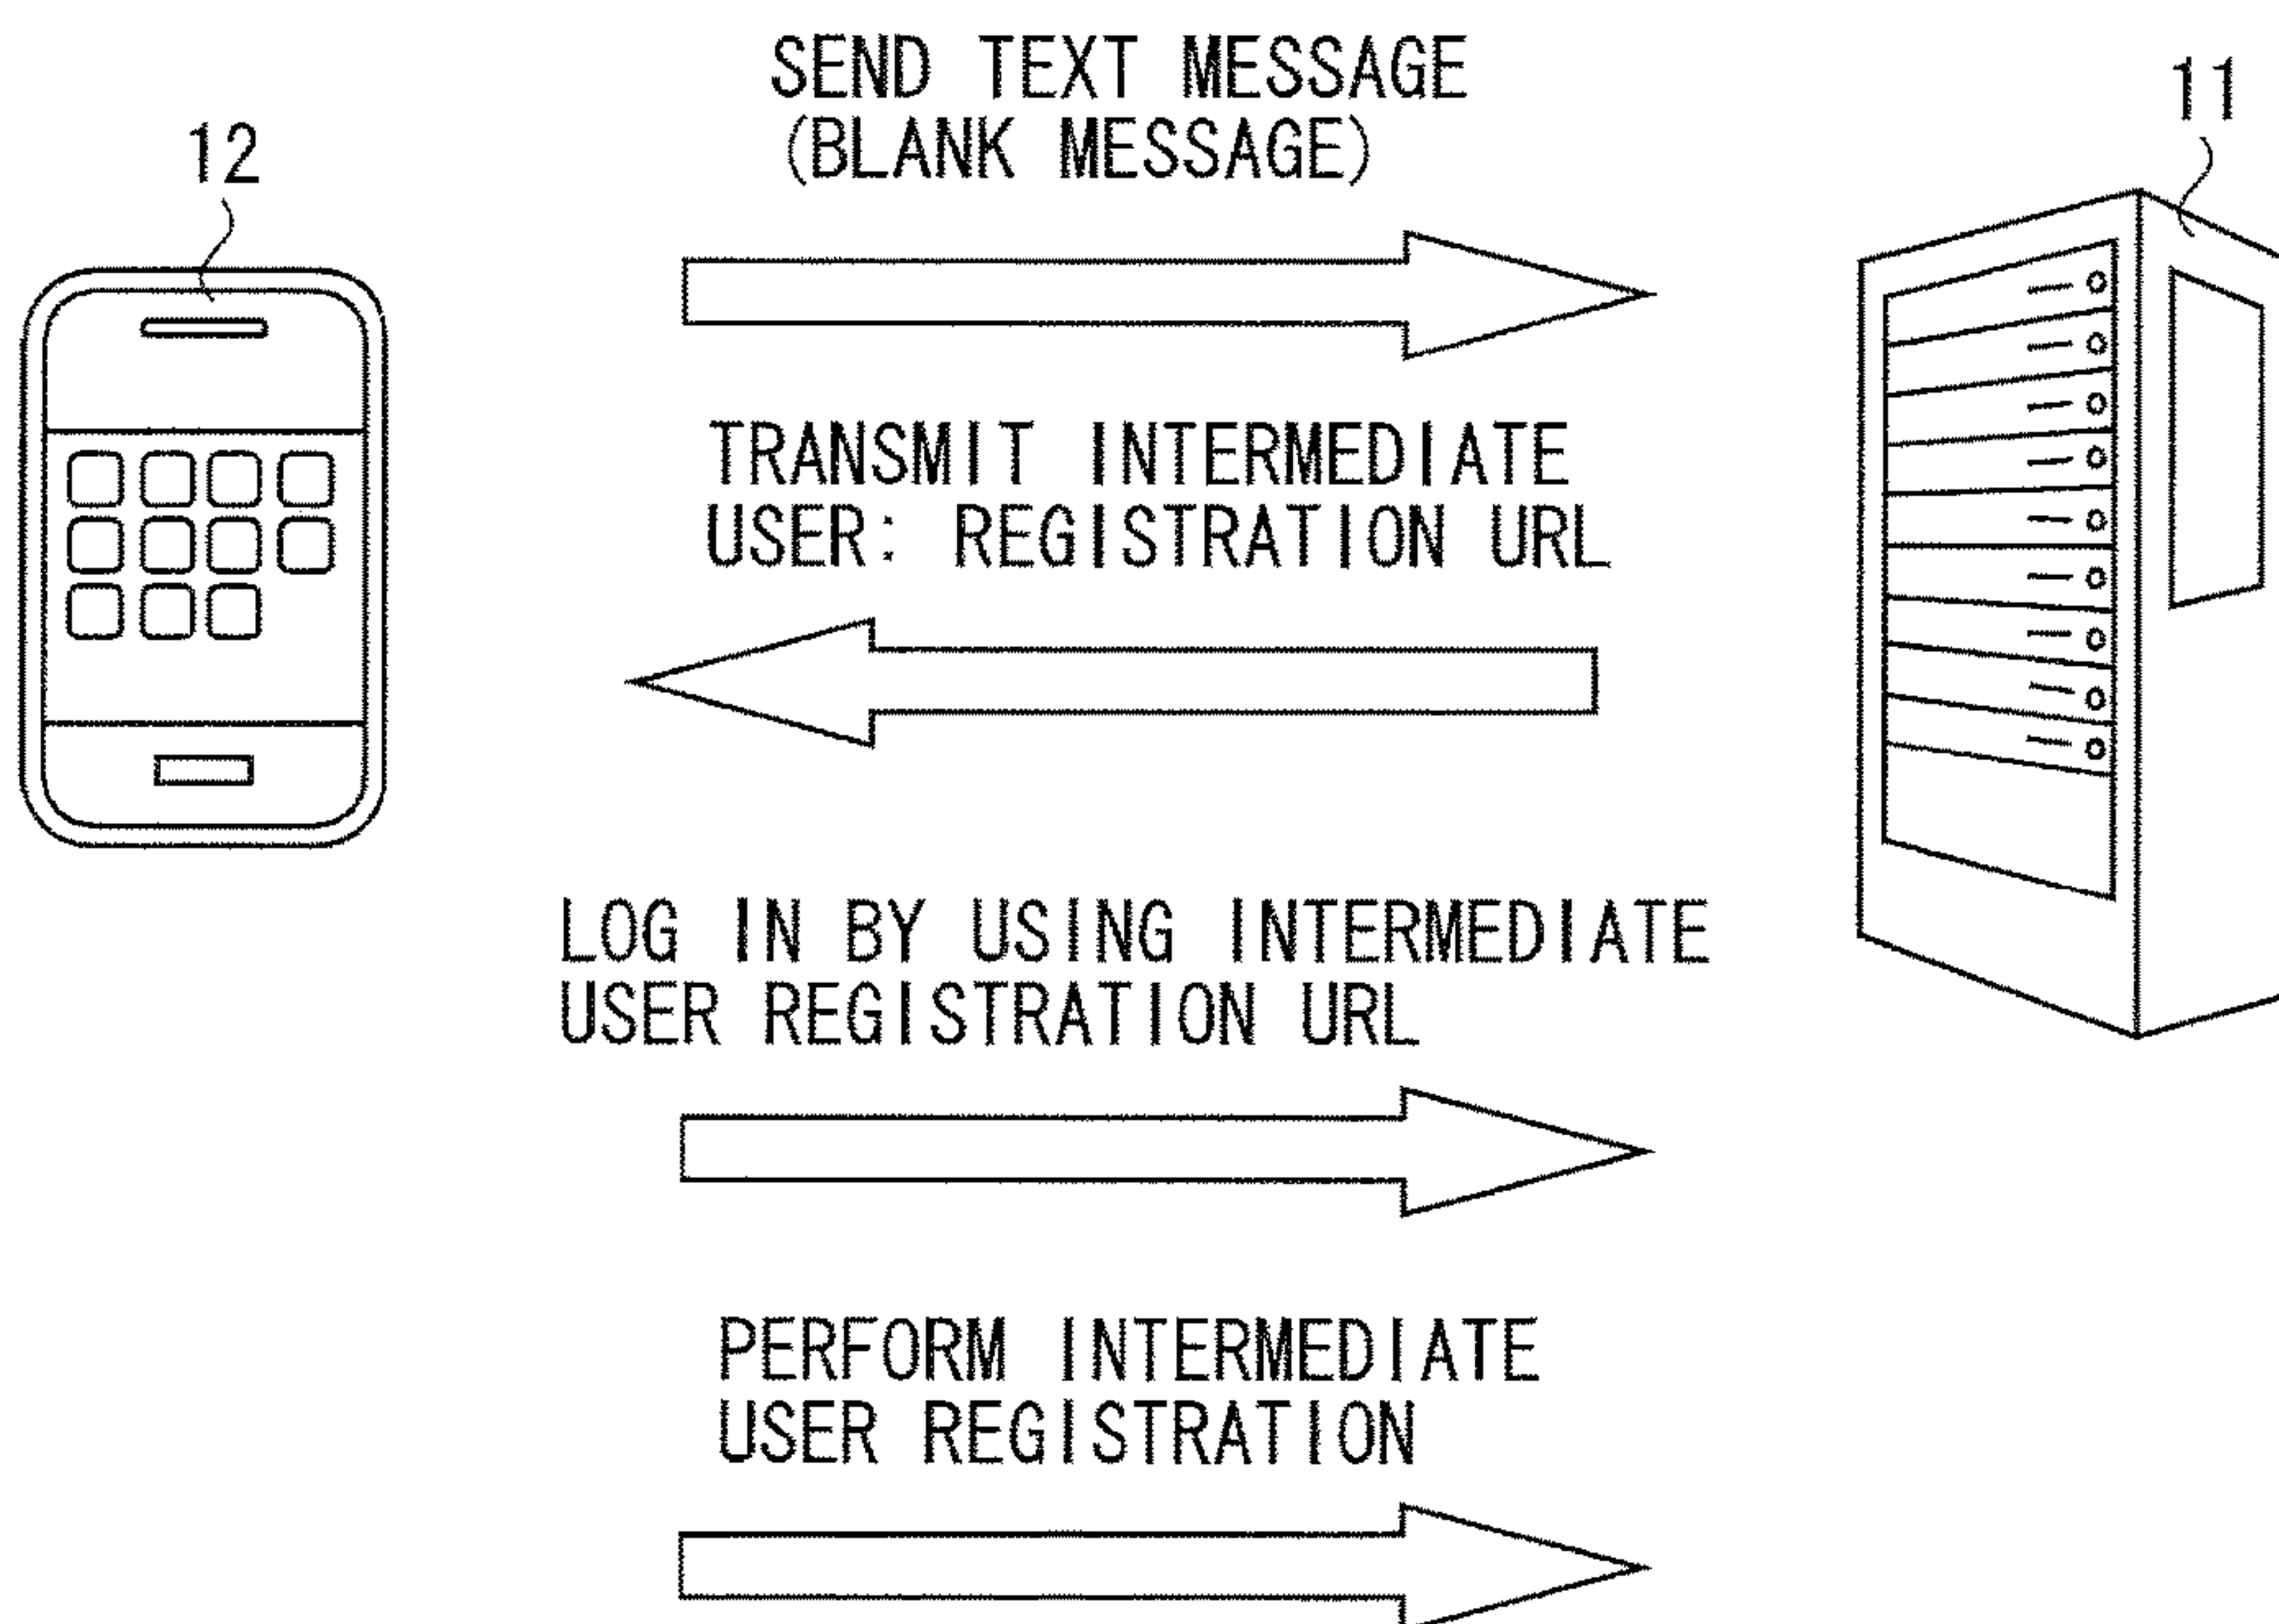 SEND TEXT MESSAGE
(BLANK MESSAGE)
11
12
TRANSMIT INTERMEDIATE
USER: REGISTRATION URL
LOG IN BY USING INTERMEDIATE
USER REGISTRATION URL
PERFORM INTERMEDIATE
USER REGISTRATION